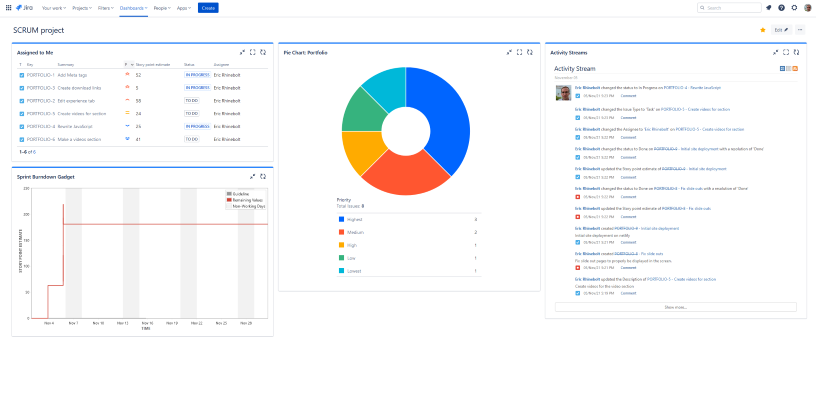 Jira
Your work
Projects
Filters
Dashboards
People
Apps
Create
Search
SCRUM project
Edit
Assigned to Me
T Key Summary P Story point estimate Status Assignee
PORTFOLIO-1 Add Meta tags 52 IN PROGRESS Eric Rhinebolt
PORTFOLIO-3 Create download links 5 IN PROGRESS Eric Rhinebolt
PORTFOLIO-2 Edit experience tab 58 TO DO Eric Rhinebolt
PORTFOLIO-5 Create videos for section 24 TO DO Eric Rhinebolt
PORTFOLIO-4 Rewrite JavaScript 25 IN PROGRESS Eric Rhinebolt
PORTFOLIO-6 Make a videos section 41 TO DO Eric Rhinebolt
1–6 of 6
Sprint Burndown Gadget
Guideline
Remaining Values
Non-Working Days
STORY POINT ESTIMATE
250
200
150
100
50
0
Nov 4 Nov 7 Nov 10 Nov 13 Nov 16 Nov 19 Nov 22 Nov 25 Nov 28
TIME
Pie Chart: Portfolio
Priority
Total Issues: 8
Highest 3
Medium 2
High 1
Low 1
Lowest 1
Activity Streams
Activity Stream
Eric Rhinebolt changed the status to In Progress on PORTFOLIO-4 - Rewrite JavaScript
Comment
Eric Rhinebolt changed the Issue Type to 'Task' on PORTFOLIO-5 - Create videos for section
Comment
Eric Rhinebolt changed the Assignee to 'Eric Rhinebolt' on PORTFOLIO-5 - Create videos for section
Comment
Eric Rhinebolt changed the status to Done on - Initial site deployment with a resolution of 'Done'
Comment
Eric Rhinebolt updated the Story point estimate of - Initial site deployment
Comment
Eric Rhinebolt changed the status to Done on - Fix slide outs with a resolution of 'Done'
Comment
Eric Rhinebolt updated the Story point estimate of - Fix slide outs
Comment
Eric Rhinebolt created - Initial site deployment
Initial site deployment on netlify
Comment
Eric Rhinebolt created - Fix slide outs
Fix slide out pages to properly be displayed in the screen.
Comment
Eric Rhinebolt updated the Description of PORTFOLIO-5 - Create videos for section
Create videos for the video section
Comment
Show more...